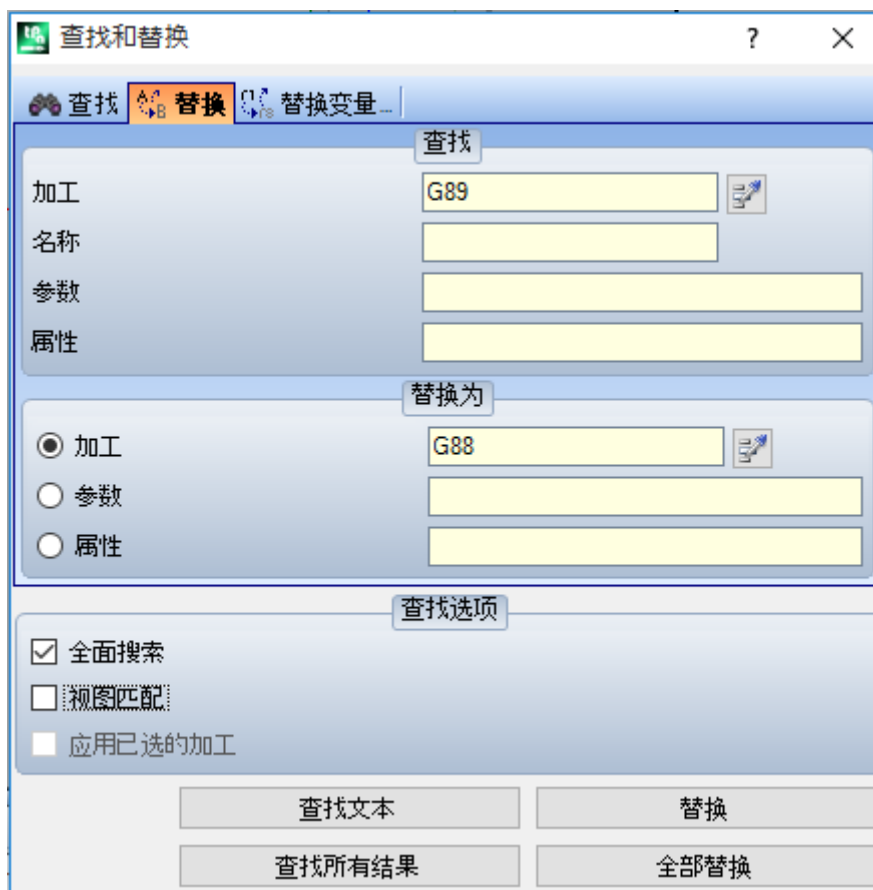 查找和替换
查找 替换 替换变量...
查找
加工 G89
名称
参数
属性
替换为
加工 G88
参数
属性
查找选项
全面搜索
视图匹配
应用已选的加工
查找文本 替换
查找所有结果 全部替换